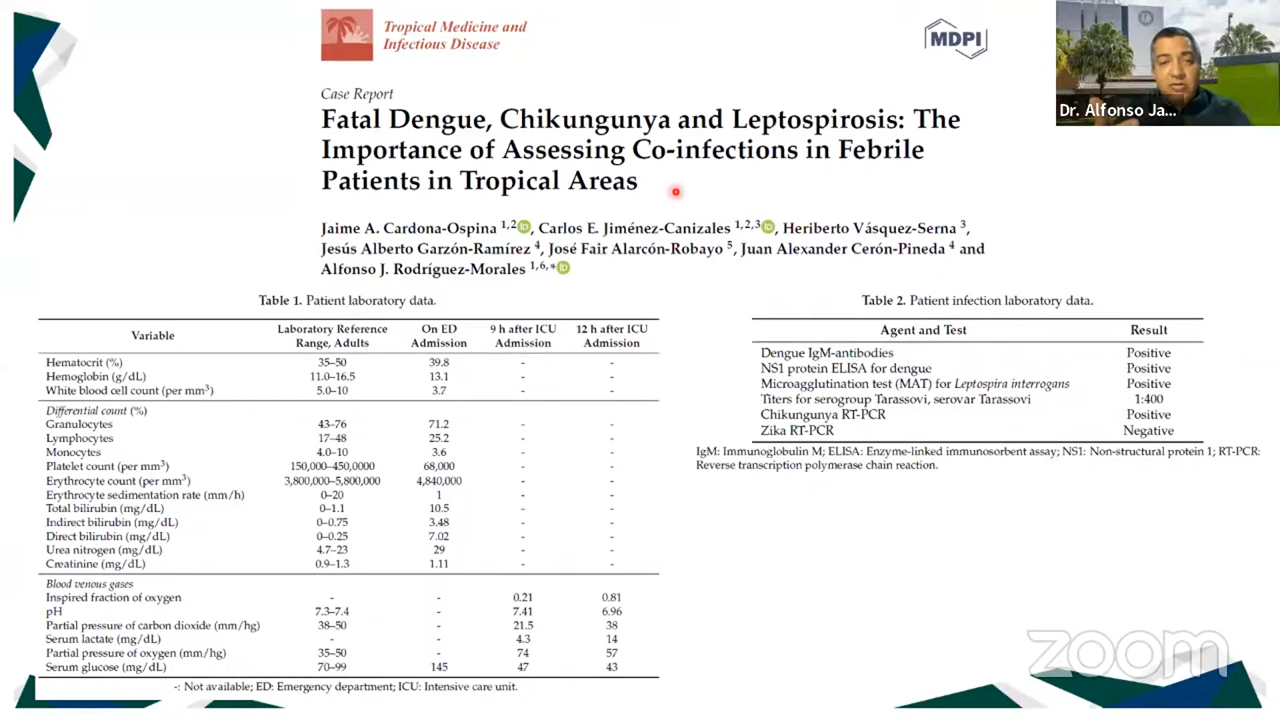 Tropical Medicine and
Infectious Disease
MDPI
Dr. Alfonso Ja...
Case Report
Fatal Dengue, Chikungunya and Leptospirosis: The
Importance of Assessing Co-infections in Febrile
Patients in Tropical Areas
Jaime A. Cardona-Ospina 1,2, Carlos E. Jiménez-Canizales 1,2,3, Heriberto Vásquez-Serna 3,
Jesús Alberto Garzón-Ramírez 4, José Fair Alarcón-Robayo 5, Juan Alexander Cerón-Pineda 4 and
Alfonso J. Rodríguez-Morales 1,6,*
Table 1. Patient laboratory data.
Variable Laboratory Reference Range, Adults On ED Admission 9 h after ICU Admission 12 h after ICU Admission
Hematocrit (%) 35–50 39.8 - -
Hemoglobin (g/dL) 11.0–16.5 13.1 - -
White blood cell count (per mm3) 5.0–10 3.7 - -
Differential count (%)
Granulocytes 43–76 71.2 - -
Lymphocytes 17–48 25.2 - -
Monocytes 4.0–10 3.6 - -
Platelet count (per mm3) 150,000–450,0000 68,000 - -
Erythrocyte count (per mm3) 3,800,000–5,800,000 4,840,000 - -
Erythrocyte sedimentation rate (mm/h) 0–20 1 - -
Total bilirubin (mg/dL) 0–1.1 10.5 - -
Indirect bilirubin (mg/dL) 0–0.75 3.48 - -
Direct bilirubin (mg/dL) 0–0.25 7.02 - -
Urea nitrogen (mg/dL) 4.7–23 29 - -
Creatinine (mg/dL) 0.9–1.3 1.11 - -
Blood venous gases
Inspired fraction of oxygen - - 0.21 0.81
pH 7.3–7.4 - 7.41 6.96
Partial pressure of carbon dioxide (mm/hg) 38–50 - 21.5 38
Serum lactate (mg/dL) - - 4.3 14
Partial pressure of oxygen (mm/hg) 35–50 - 74 57
Serum glucose (mg/dL) 70–99 145 47 43
-: Not available; ED: Emergency department; ICU: Intensive care unit.
Table 2. Patient infection laboratory data.
Agent and Test Result
Dengue IgM-antibodies Positive
NS1 protein ELISA for dengue Positive
Microagglutination test (MAT) for Leptospira interrogans Positive
Titers for serogroup Tarassovi, serovar Tarassovi 1:400
Chikungunya RT-PCR Positive
Zika RT-PCR Negative
IgM: Immunoglobulin M; ELISA: Enzyme-linked immunosorbent assay; NS1: Non-structural protein 1; RT-PCR:
Reverse transcription polymerase chain reaction.
zoom